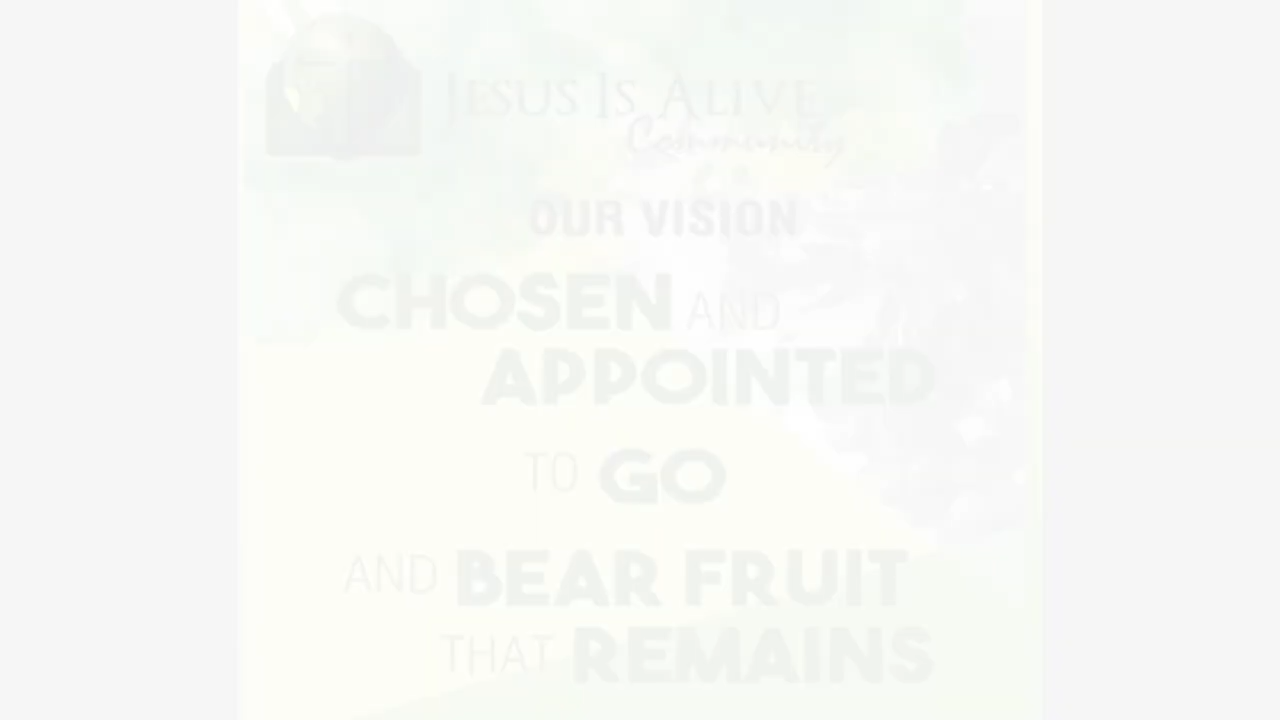 JESUS IS ALIVE
Community
OUR VISION
CHOSEN AND
APPOINTED
TO GO
AND BEAR FRUIT
THAT REMAINS